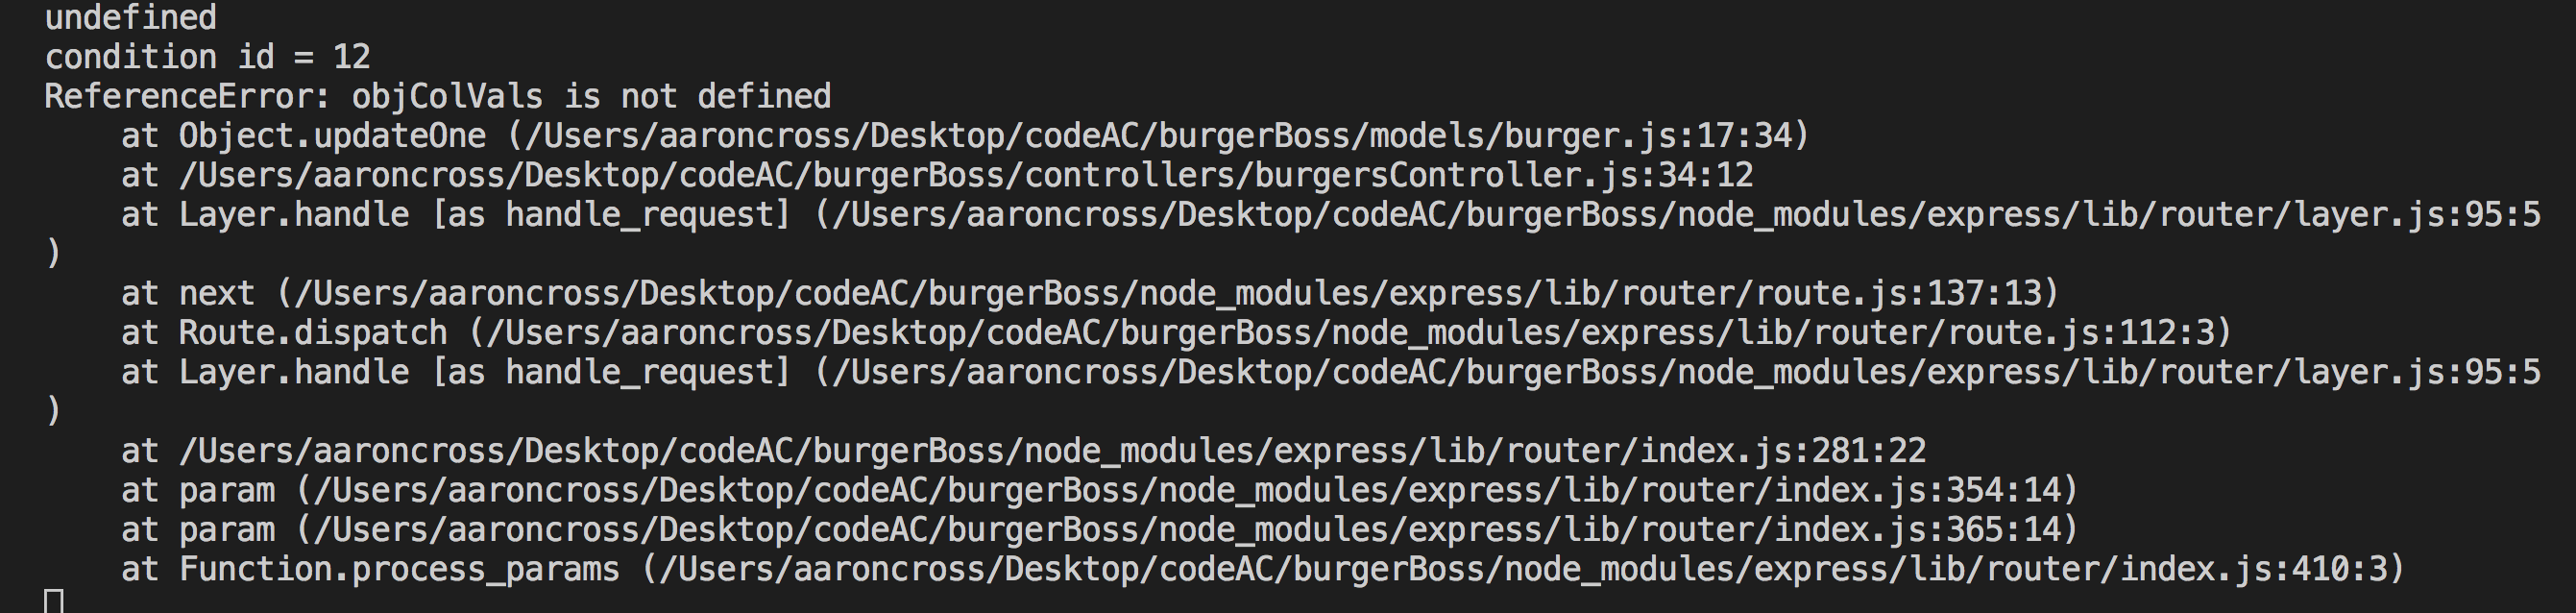 undefined
condition id = 12
ReferenceError: objColVals is not defined
    at Object.updateOne (/Users/aaroncross/Desktop/codeAC/burgerBoss/models/burger.js:17:34)
    at /Users/aaroncross/Desktop/codeAC/burgerBoss/controllers/burgersController.js:34:12
    at Layer.handle [as handle_request] (/Users/aaroncross/Desktop/codeAC/burgerBoss/node_modules/express/lib/router/layer.js:95:5
)
    at next (/Users/aaroncross/Desktop/codeAC/burgerBoss/node_modules/express/lib/router/route.js:137:13)
    at Route.dispatch (/Users/aaroncross/Desktop/codeAC/burgerBoss/node_modules/express/lib/router/route.js:112:3)
    at Layer.handle [as handle_request] (/Users/aaroncross/Desktop/codeAC/burgerBoss/node_modules/express/lib/router/layer.js:95:5
)
    at /Users/aaroncross/Desktop/codeAC/burgerBoss/node_modules/express/lib/router/index.js:281:22
    at param (/Users/aaroncross/Desktop/codeAC/burgerBoss/node_modules/express/lib/router/index.js:354:14)
    at param (/Users/aaroncross/Desktop/codeAC/burgerBoss/node_modules/express/lib/router/index.js:365:14)
    at Function.process_params (/Users/aaroncross/Desktop/codeAC/burgerBoss/node_modules/express/lib/router/index.js:410:3)